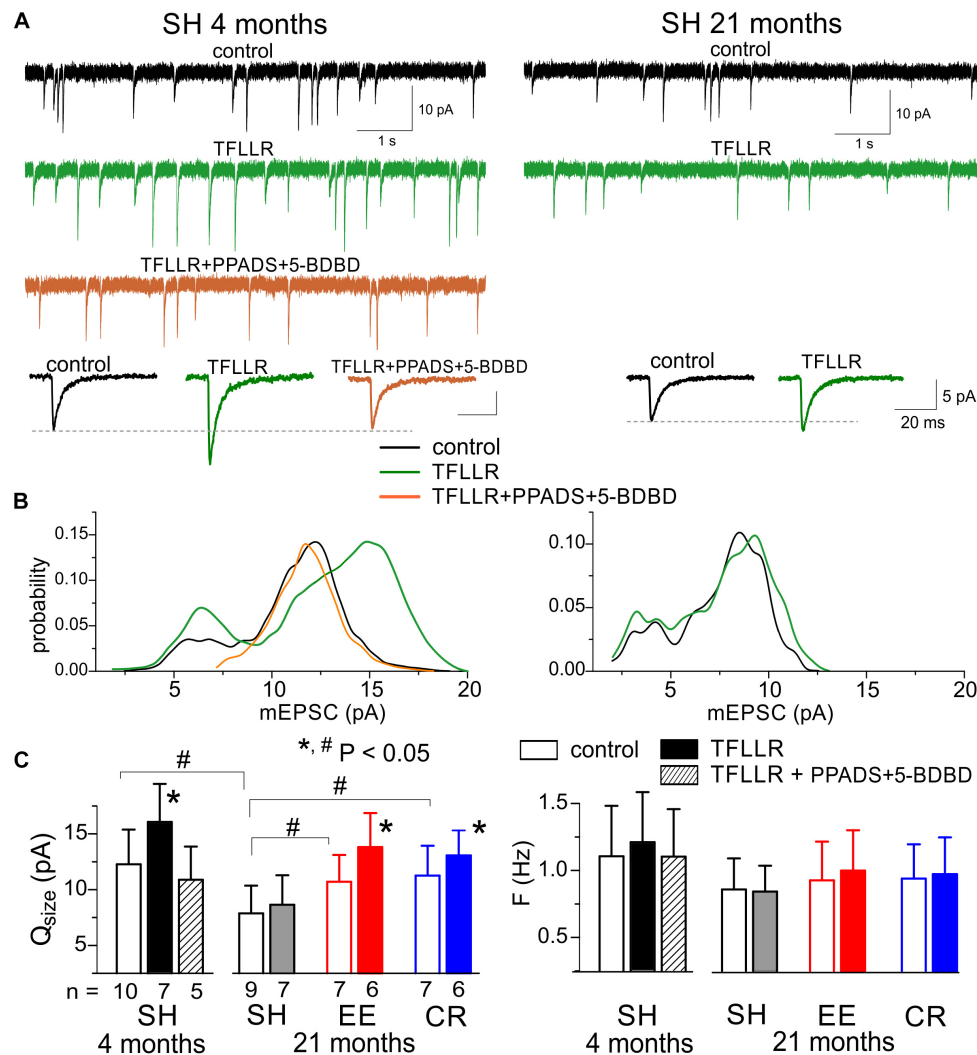 A
SH 4 months
SH 21 months
control
control
10 pA
1 s
10 pA
1 s
TFLLR
TFLLR
TFLLR+PPADS+5-BDBD
control
TFLLR
TFLLR+PPADS+5-BDBD
control
TFLLR
5 pA
20 ms
control
TFLLR
TFLLR+PPADS+5-BDBD
B
probability
0.15
0.10
0.05
0.00
5 10 15 20
mEPSC (pA)
0.10
0.05
0.00
5 10 15 20
mEPSC (pA)
C
*, # P < 0.05
control
TFLLR
TFLLR + PPADS+5-BDBD
# # #
* * *
Qsize (pA)
15
10
5
n = 10 7 5 9 7 7 6 7 6
SH SH EE CR
4 months 21 months
F (Hz)
1.5
1.0
0.5
SH SH EE CR
4 months 21 months